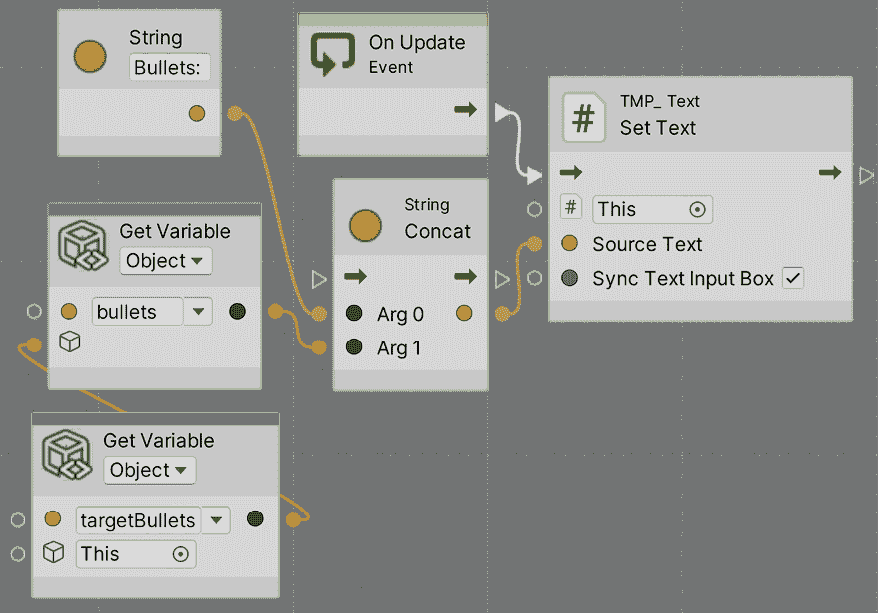 String
Bullets:
On Update
Event
TMP_ Text
Set Text
#
# This
Source Text
Sync Text Input Box
String
Concat
Arg 0
Arg 1
Get Variable
Object
bullets
Get Variable
Object
targetBullets
This